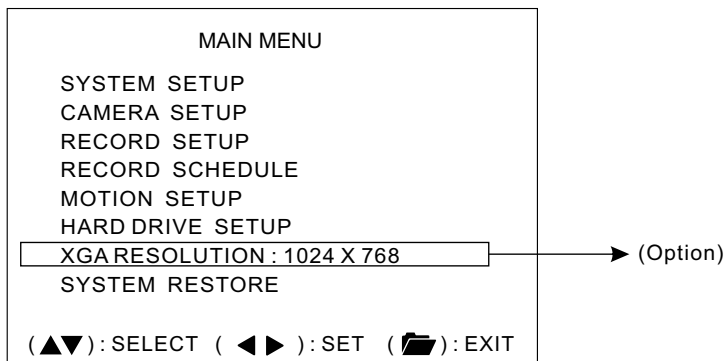 MAIN MENU
SYSTEM SETUP
CAMERA SETUP
RECORD SETUP
RECORD SCHEDULE
MOTION SETUP
HARD DRIVE SETUP
XGA RESOLUTION : 1024 X 768
(Option)
SYSTEM RESTORE
(▲▼) : SELECT ( ◀ ▶ ) : SET ( ) : EXIT